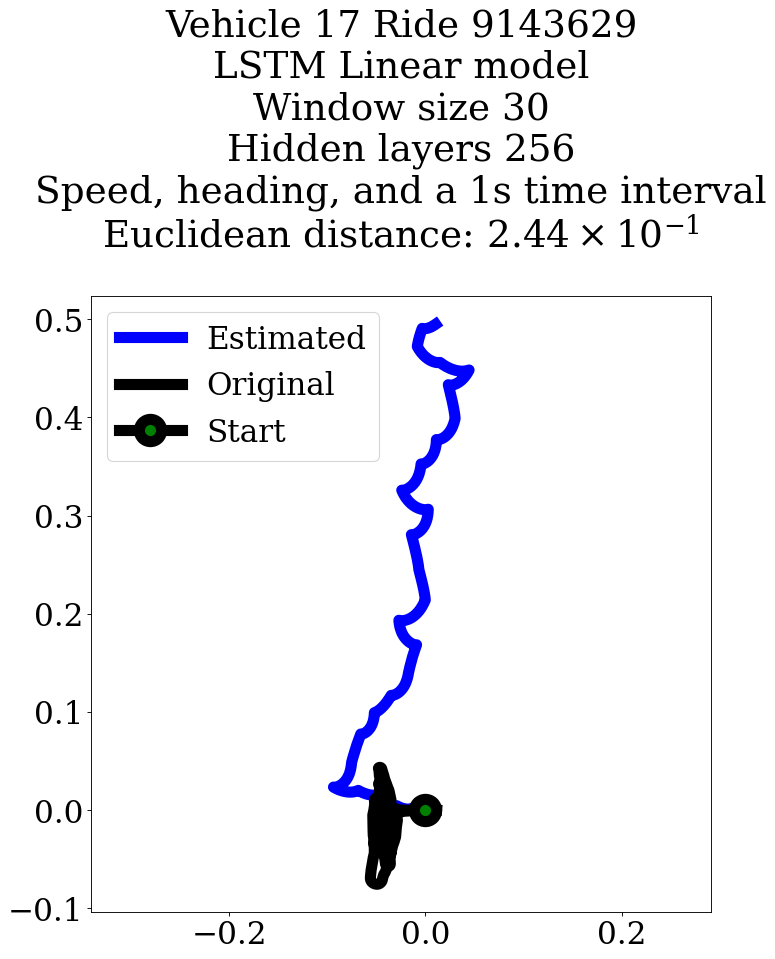 Vehicle 17 Ride 9143629
LSTM Linear model
Window size 30
Hidden layers 256
Speed, heading, and a 1s time interval
Euclidean distance: 2.44 × 10⁻¹
0.5
Estimated
Original
Start
0.4
0.3
0.2
0.1
0.0
−0.1
−0.2 0.0 0.2